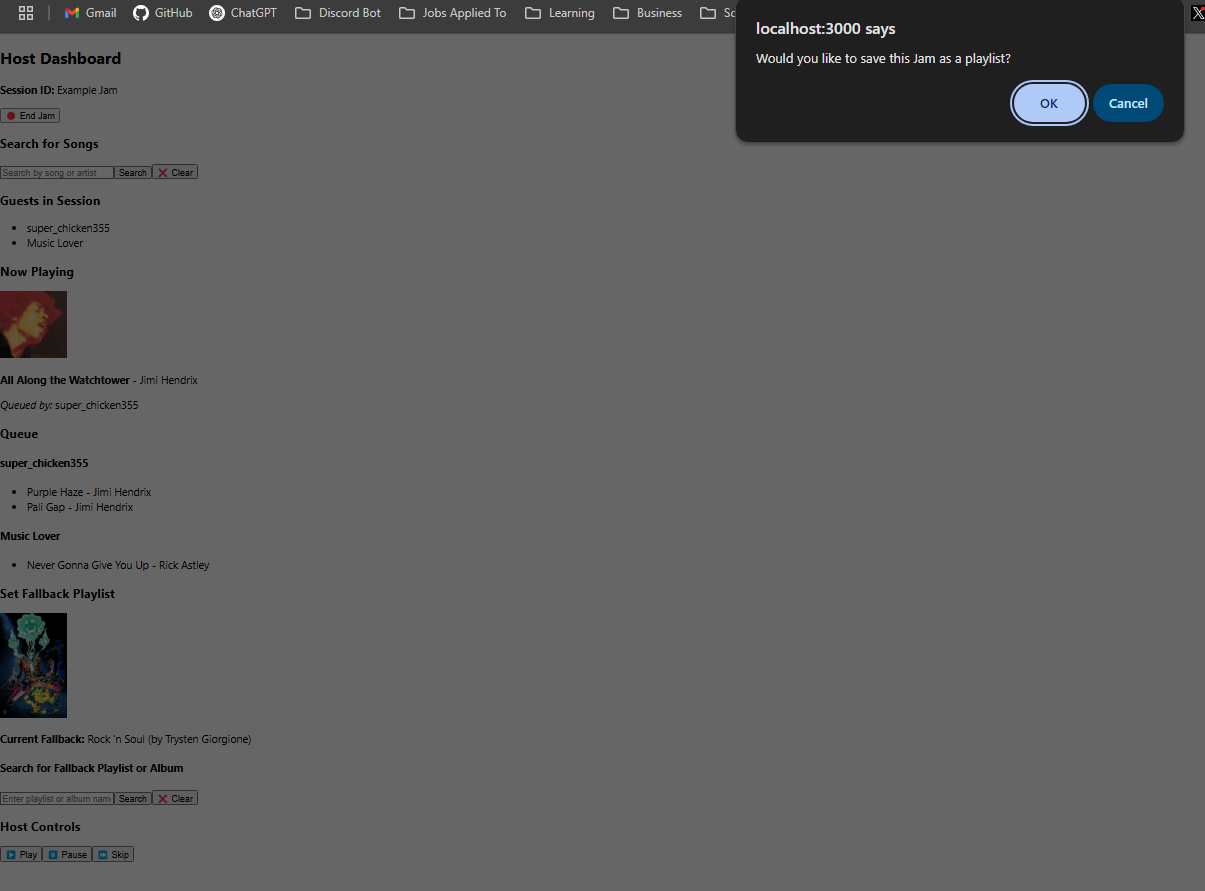 Gmail GitHub ChatGPT Discord Bot Jobs Applied To Learning Business
localhost:3000 says
Would you like to save this Jam as a playlist?
OK Cancel
Host Dashboard
Session ID: Example Jam
End Jam
Search for Songs
Search by song or artist Search Clear
Guests in Session
super_chicken355
Music Lover
Now Playing
All Along the Watchtower - Jimi Hendrix
Queued by: super_chicken355
Queue
super_chicken355
Purple Haze - Jimi Hendrix
Pali Gap - Jimi Hendrix
Music Lover
Never Gonna Give You Up - Rick Astley
Set Fallback Playlist
Current Fallback: Rock 'n Soul (by Trysten Giorgione)
Search for Fallback Playlist or Album
Enter playlist or album nam Search Clear
Host Controls
Play Pause Skip